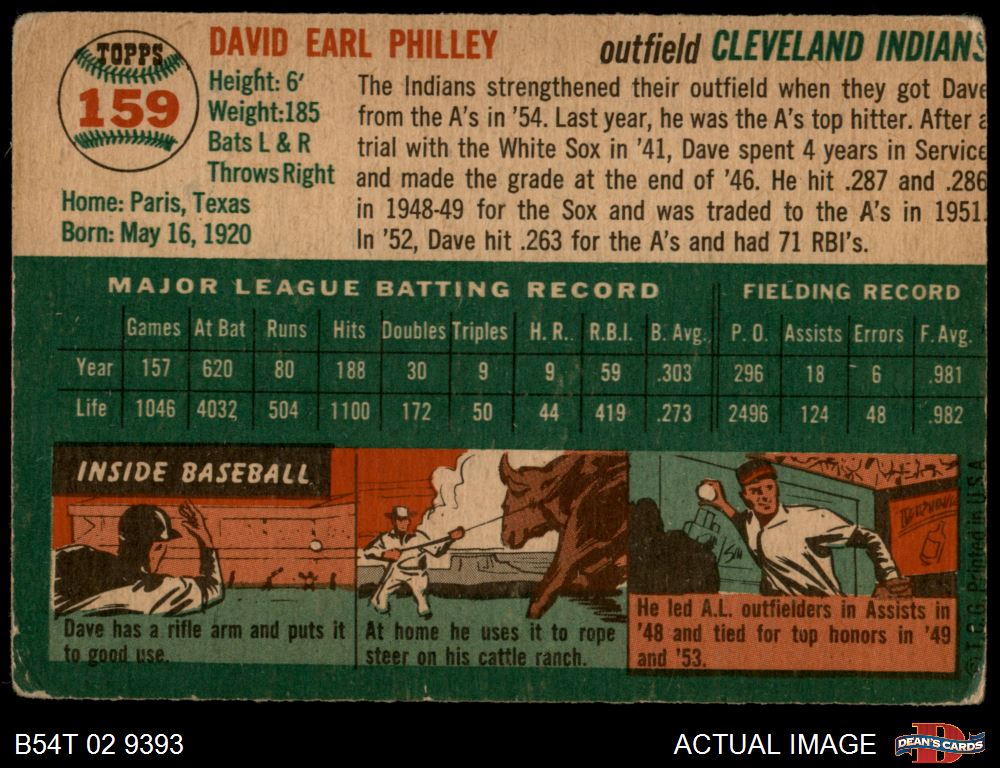 TOPPS
159
DAVID EARL PHILLEY
outfield CLEVELAND INDIANS
Height: 6'
Weight:185
Bats L & R
Throws Right
Home: Paris, Texas
Born: May 16, 1920
The Indians strengthened their outfield when they got Dave
from the A's in '54. Last year, he was the A's top hitter. After a
trial with the White Sox in '41, Dave spent 4 years in Service
and made the grade at the end of '46. He hit .287 and .286
in 1948-49 for the Sox and was traded to the A's in 1951.
In '52, Dave hit .263 for the A's and had 71 RBI's.
MAJOR LEAGUE BATTING RECORD FIELDING RECORD
Games At Bat Runs Hits Doubles Triples H. R. R.B.I. B. Avg. P. O. Assists Errors F. Avg.
Year 157 620 80 188 30 9 9 59 .303 296 18 6 .981
Life 1046 4032 504 1100 172 50 44 419 .273 2496 124 48 .982
INSIDE BASEBALL
Dave has a rifle arm and puts it
to good use.
At home he uses it to rope
steer on his cattle ranch.
He led A.L. outfielders in Assists in
'48 and tied for top honors in '49
and '53.
© T.C.G. Printed in U.S.A.
B54T 02 9393
ACTUAL IMAGE
DEAN'S CARDS